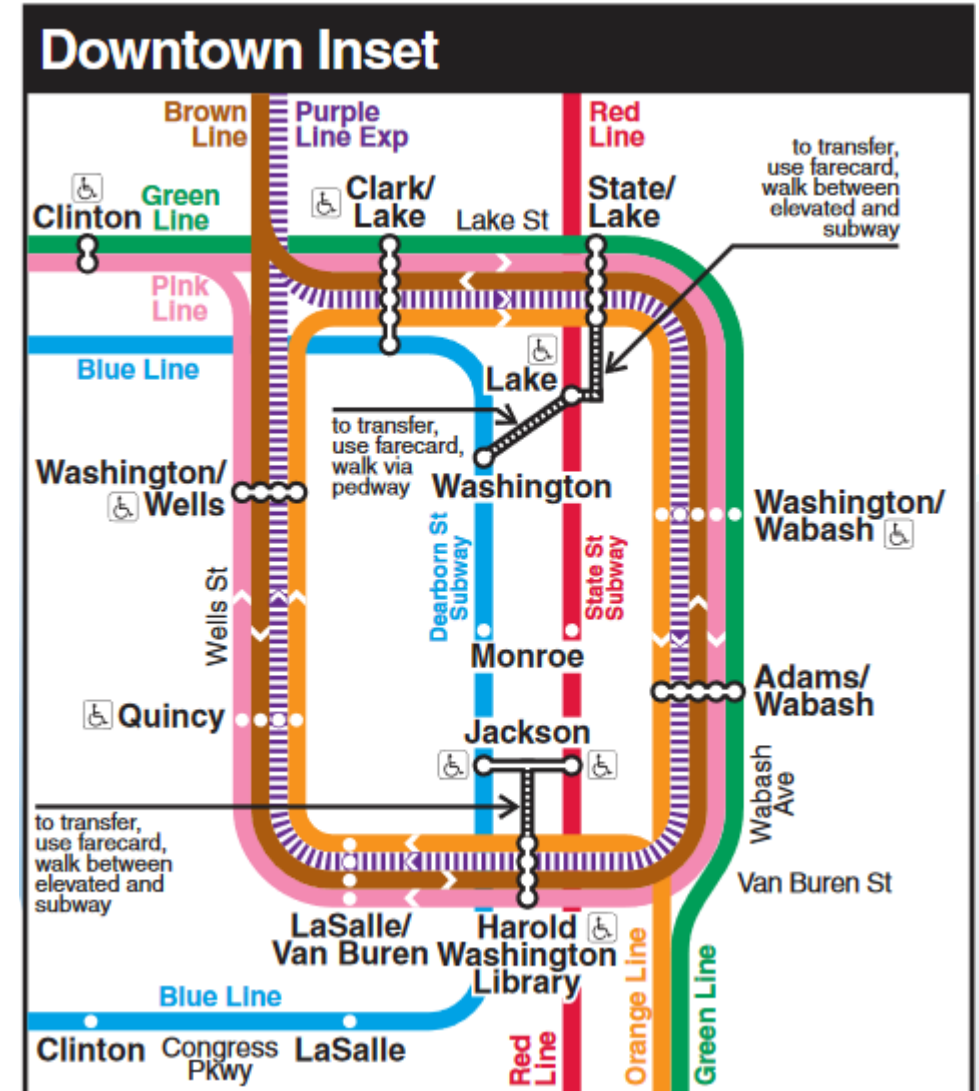 Downtown Inset
Brown
Line
Purple
Line Exp
Red
Line
to transfer,
use farecard,
walk between
elevated and
subway
Clinton
Green
Line
Clark/
Lake
Lake St
State/
Lake
Pink
Line
Blue Line
Lake
to transfer,
use farecard,
walk via
pedway
Washington
Washington/
Wells
Washington/
Wabash
Wells St
Dearborn St
Subway
State St
Subway
Monroe
Adams/
Wabash
Quincy
Jackson
Wabash
Ave
to transfer,
use farecard,
walk between
elevated and
subway
Van Buren St
LaSalle/
Van Buren
Harold
Washington
Library
Orange Line
Green Line
Blue Line
Clinton
Congress
Pkwy
LaSalle
Red
Line